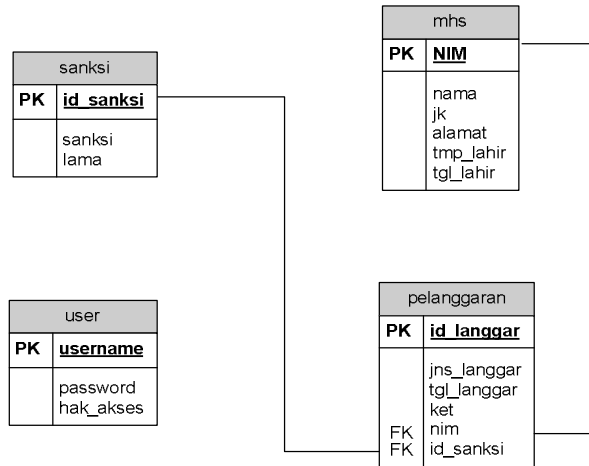 sanksi
PK id_sanksi
sanksi
lama
mhs
PK NIM
nama
jk
alamat
tmp_lahir
tgl_lahir
user
PK username
password
hak_akses
pelanggaran
PK id_langgar
jns_langgar
tgl_langgar
ket
FK nim
FK id_sanksi